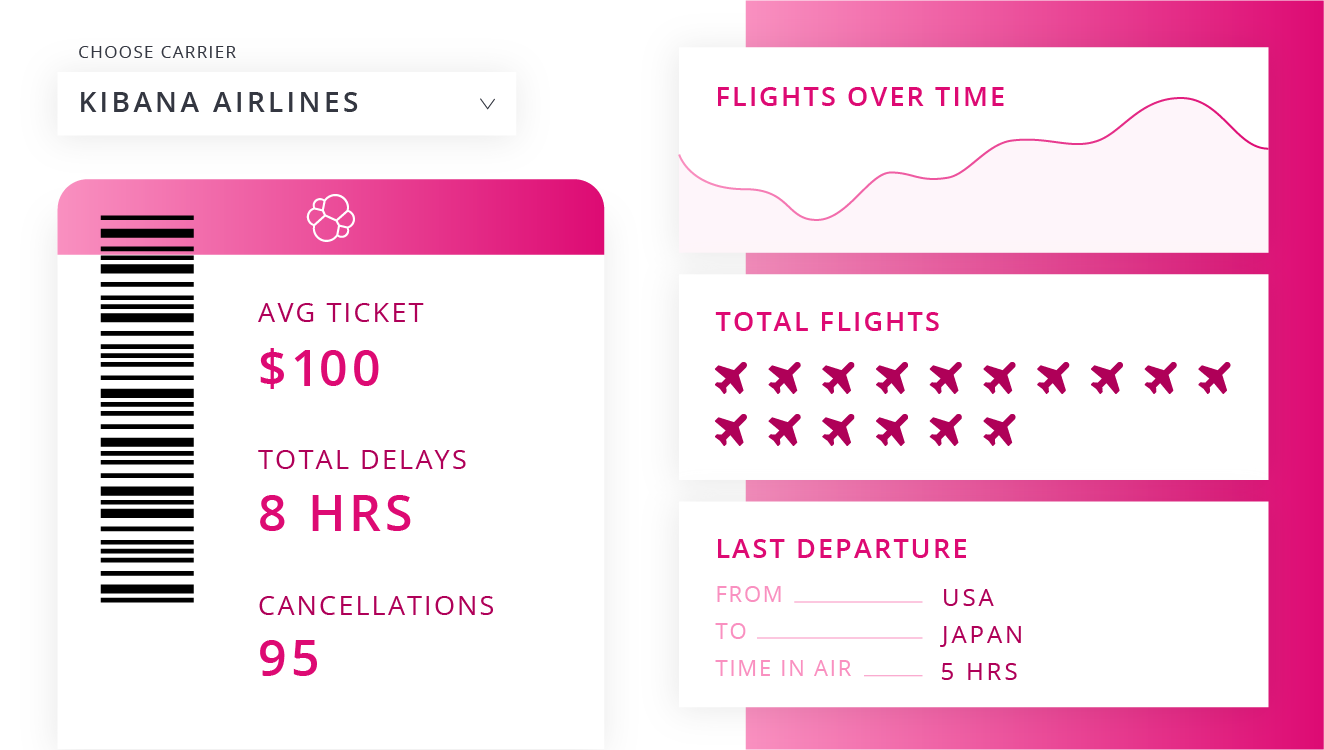 CHOOSE CARRIER
KIBANA AIRLINES
AVG TICKET
$100
TOTAL DELAYS
8 HRS
CANCELLATIONS
95
FLIGHTS OVER TIME
TOTAL FLIGHTS
LAST DEPARTURE
FROM USA
TO JAPAN
TIME IN AIR 5 HRS